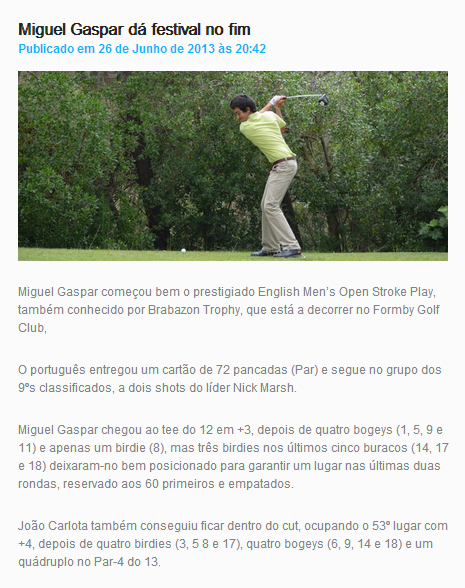 Miguel Gaspar dá festival no fim
Publicado em 26 de Junho de 2013 às 20:42
Miguel Gaspar começou bem o prestigiado English Men's Open Stroke Play,
também conhecido por Brabazon Trophy, que está a decorrer no Formby Golf
Club,
O português entregou um cartão de 72 pancadas (Par) e segue no grupo dos
9ºs classificados, a dois shots do líder Nick Marsh.
Miguel Gaspar chegou ao tee do 12 em +3, depois de quatro bogeys (1, 5, 9 e
11) e apenas um birdie (8), mas três birdies nos últimos cinco buracos (14, 17
e 18) deixaram-no bem posicionado para garantir um lugar nas últimas duas
rondas, reservado aos 60 primeiros e empatados.
João Carlota também conseguiu ficar dentro do cut, ocupando o 53º lugar com
+4, depois de quatro birdies (3, 5 8 e 17), quatro bogeys (6, 9, 14 e 18) e um
quádruplo no Par-4 do 13.